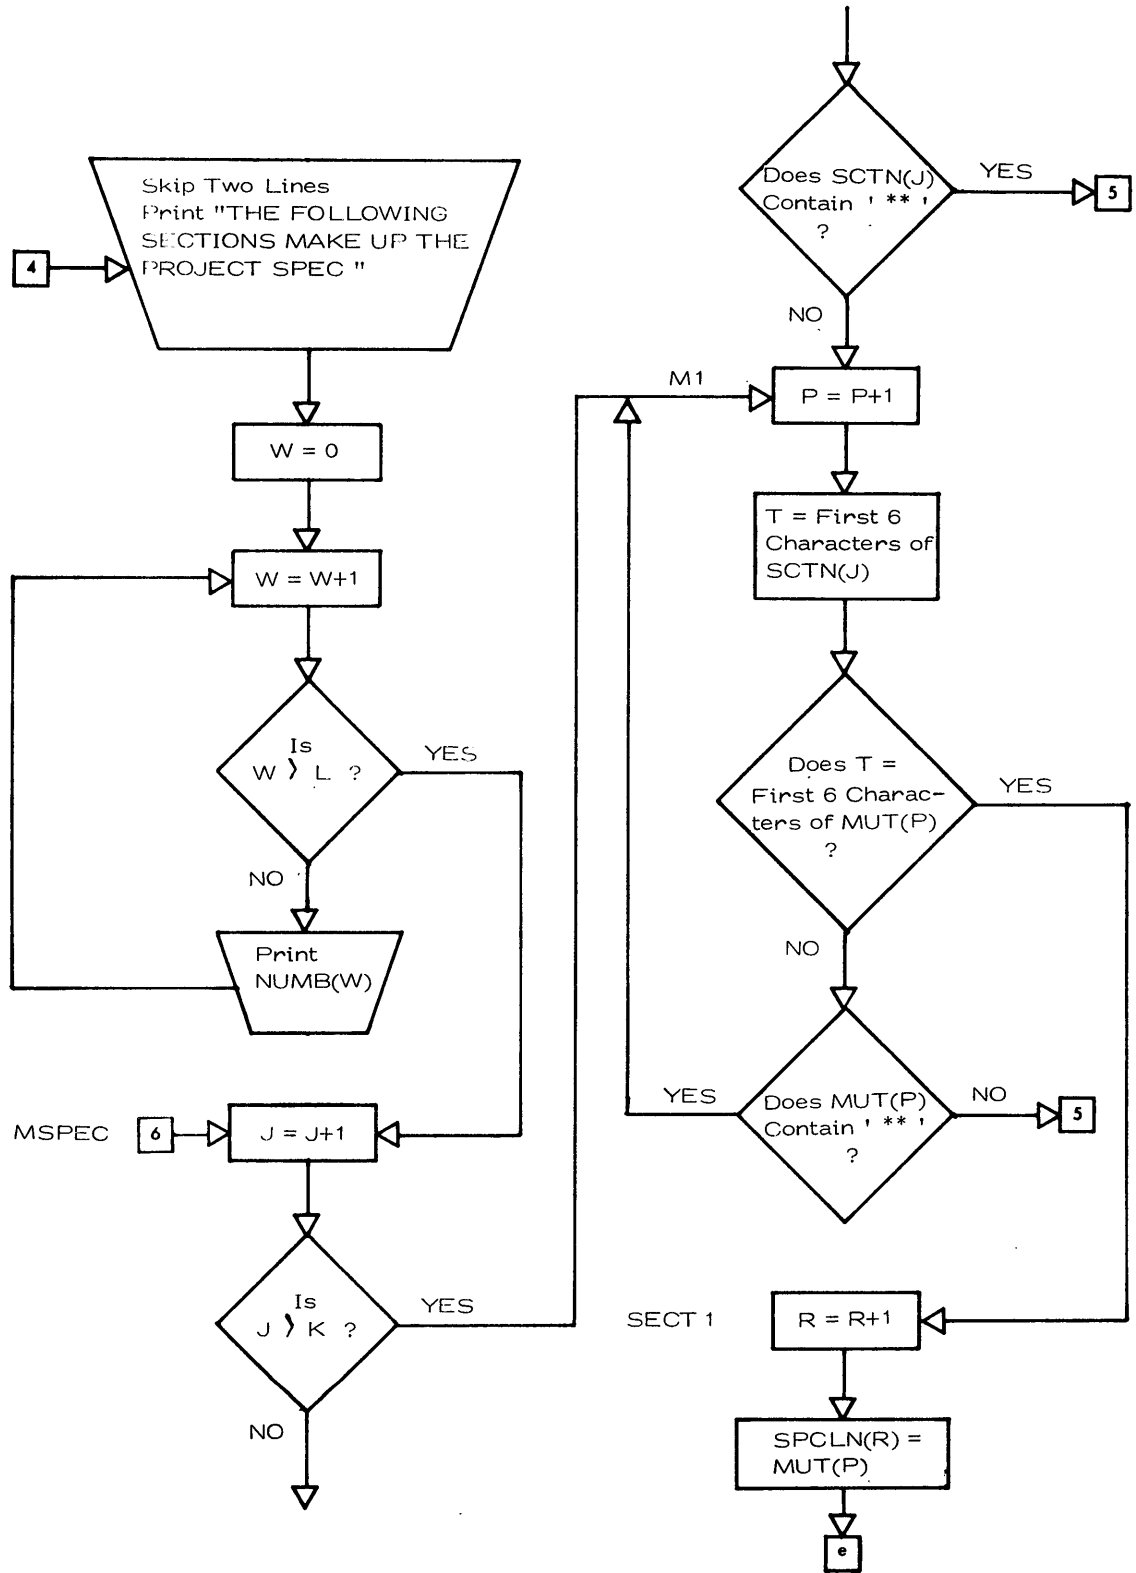 4
Skip Two Lines
Print "THE FOLLOWING
SECTIONS MAKE UP THE
PROJECT SPEC "
W = 0
W = W+1
Is
W > L ?
YES
NO
Print
NUMB(W)
MSPEC
6
J = J+1
Is
J > K ?
YES
NO
Does SCTN(J)
Contain ' ** '
?
YES
5
NO
M1
P = P+1
T = First 6
Characters of
SCTN(J)
Does T =
First 6 Charac-
ters of MUT(P)
?
YES
NO
Does MUT(P)
Contain ' ** '
?
YES
NO
5
SECT 1
R = R+1
SPCLN(R) =
MUT(P)
e